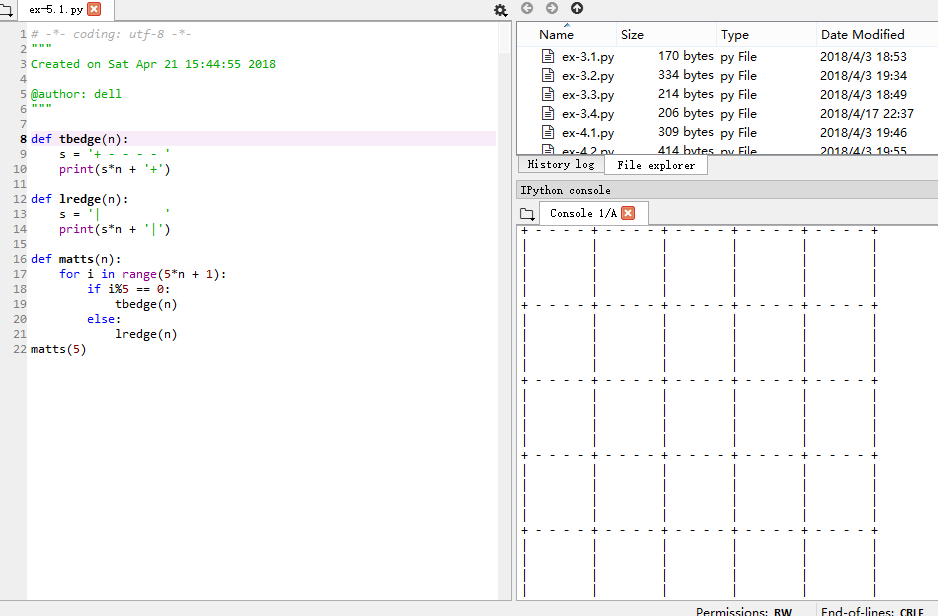 ex-5.1.py
1 # -*- coding: utf-8 -*-
2 """
3 Created on Sat Apr 21 15:44:55 2018
4
5 @author: dell
6 """
7
8 def tbedge(n):
9     s = '+ - - - - '
10     print(s*n + '+')
11
12 def lredge(n):
13     s = '|         '
14     print(s*n + '|')
15
16 def matts(n):
17     for i in range(5*n + 1):
18         if i%5 == 0:
19             tbedge(n)
20         else:
21             lredge(n)
22 matts(5)
Name Size Type Date Modified
ex-3.1.py 170 bytes py File 2018/4/3 18:53
ex-3.2.py 334 bytes py File 2018/4/3 19:34
ex-3.3.py 214 bytes py File 2018/4/3 18:49
ex-3.4.py 206 bytes py File 2018/4/17 22:37
ex-4.1.py 309 bytes py File 2018/4/3 19:46
ex-4.2.py 414 bytes py File 2018/4/3 19:55
History log File explorer
IPython console
Console 1/A
+ - - - - + - - - - + - - - - + - - - - + - - - - +
|         |         |         |         |         |
|         |         |         |         |         |
|         |         |         |         |         |
|         |         |         |         |         |
+ - - - - + - - - - + - - - - + - - - - + - - - - +
|         |         |         |         |         |
|         |         |         |         |         |
|         |         |         |         |         |
|         |         |         |         |         |
+ - - - - + - - - - + - - - - + - - - - + - - - - +
|         |         |         |         |         |
|         |         |         |         |         |
|         |         |         |         |         |
|         |         |         |         |         |
+ - - - - + - - - - + - - - - + - - - - + - - - - +
|         |         |         |         |         |
|         |         |         |         |         |
|         |         |         |         |         |
|         |         |         |         |         |
+ - - - - + - - - - + - - - - + - - - - + - - - - +
|         |         |         |         |         |
|         |         |         |         |         |
|         |         |         |         |         |
|         |         |         |         |         |
Permissions: RW End-of-lines: CRLF